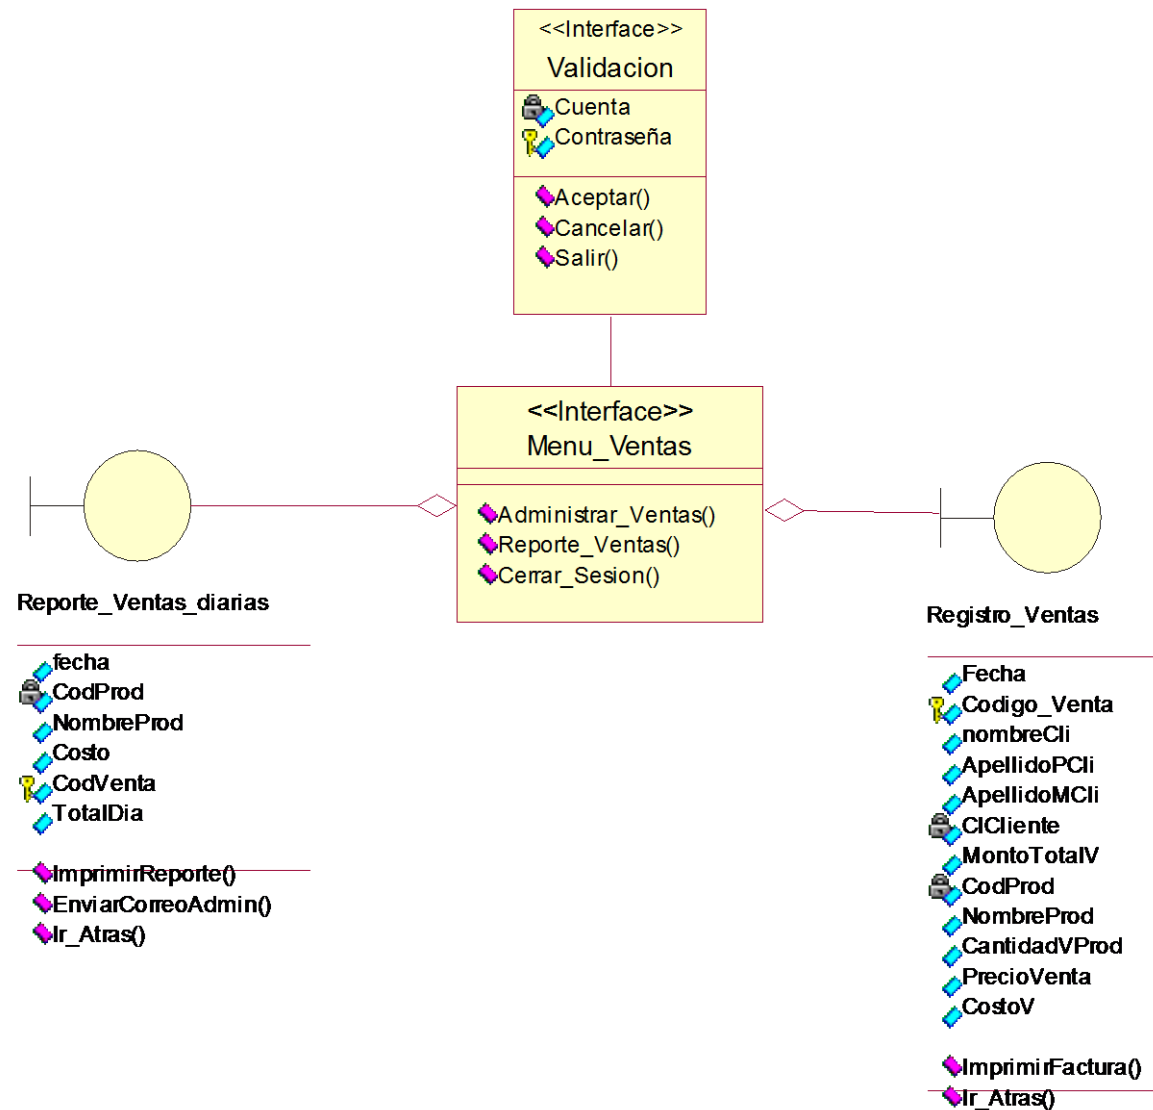 <<Interface>>
Validacion
Cuenta
Contraseña
Aceptar()
Cancelar()
Salir()
<<Interface>>
Menu_Ventas
Administrar_Ventas()
Reporte_Ventas()
Cerrar_Sesion()
Reporte_Ventas_diarias
fecha
CodProd
NombreProd
Costo
CodVenta
TotalDia
ImprimirReporte()
EnviarCorreoAdmin()
Ir_Atras()
Registro_Ventas
Fecha
Codigo_Venta
nombreCli
ApellidoPCli
ApellidoMCli
CICliente
MontoTotalV
CodProd
NombreProd
CantidadVProd
PrecioVenta
CostoV
ImprimirFactura()
Ir_Atras()